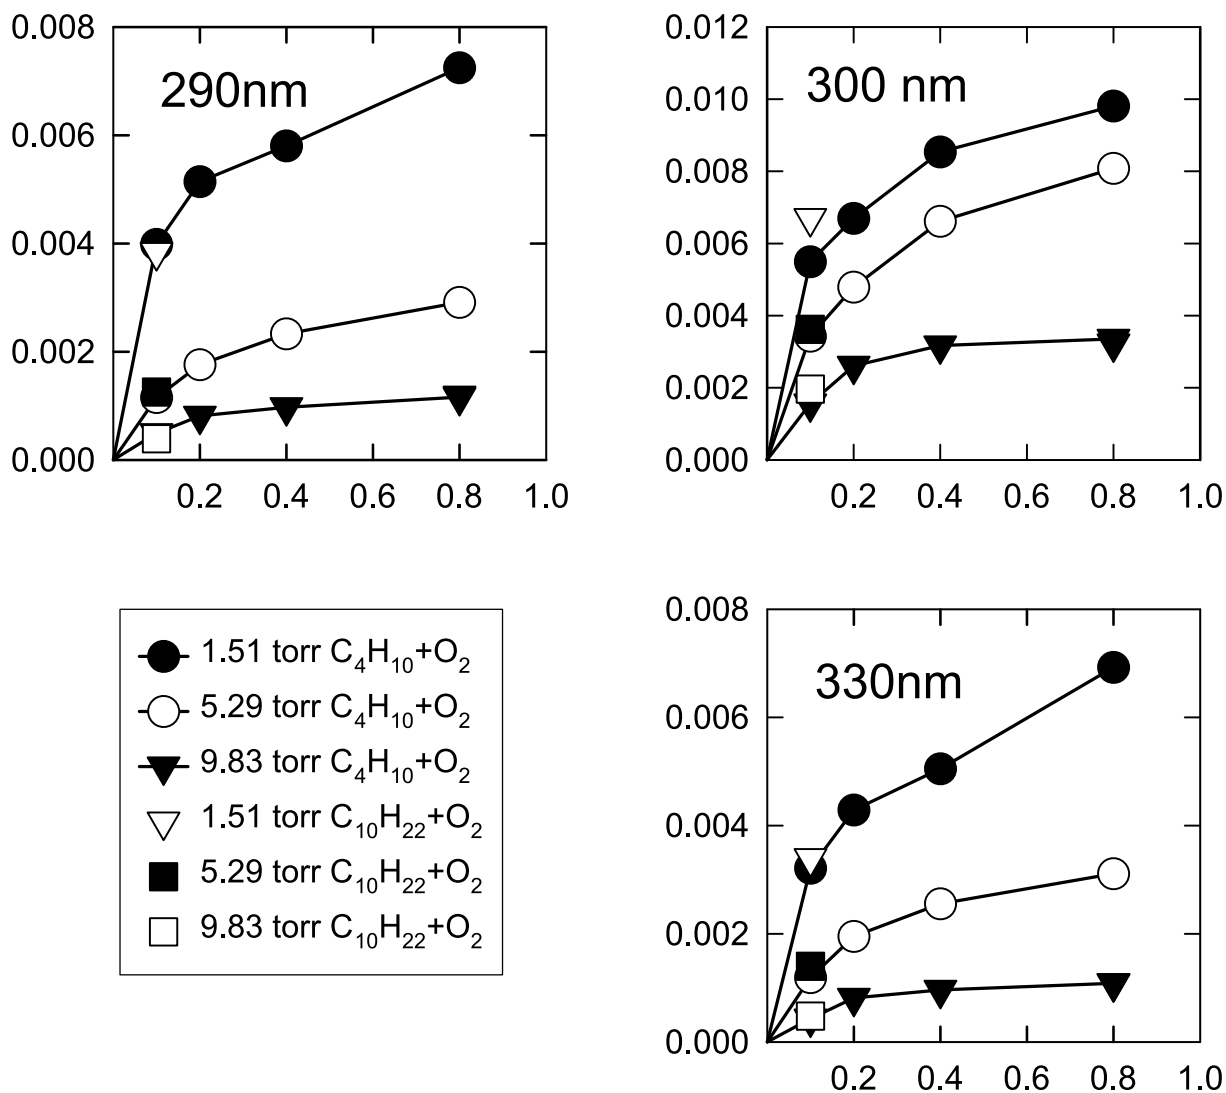 290nm
0.008
0.006
0.004
0.002
0.000
0.2 0.4 0.6 0.8 1.0
300 nm
0.012
0.010
0.008
0.006
0.004
0.002
0.000
0.2 0.4 0.6 0.8 1.0
1.51 torr C₄H₁₀+O₂
5.29 torr C₄H₁₀+O₂
9.83 torr C₄H₁₀+O₂
1.51 torr C₁₀H₂₂+O₂
5.29 torr C₁₀H₂₂+O₂
9.83 torr C₁₀H₂₂+O₂
330nm
0.008
0.006
0.004
0.002
0.000
0.2 0.4 0.6 0.8 1.0